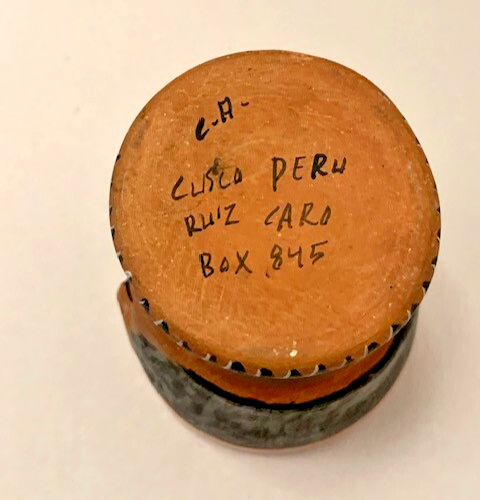 C.A.
CUSCO PERU
RUIZ CARO
BOX 845